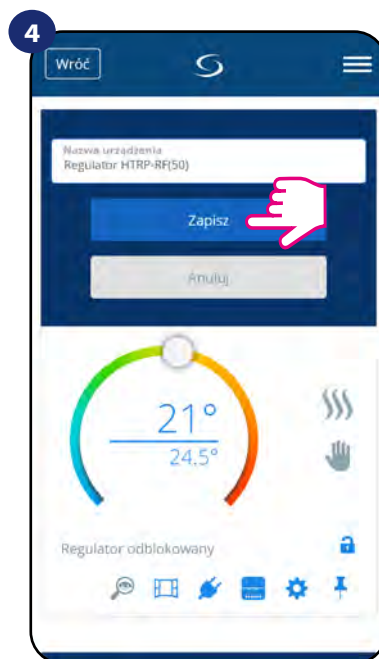 4
Wróć
Nazwa urządzenia
Regulator HTRP-RF(50)
Zapisz
Anuluj
21°
24.5°
Regulator odblokowany